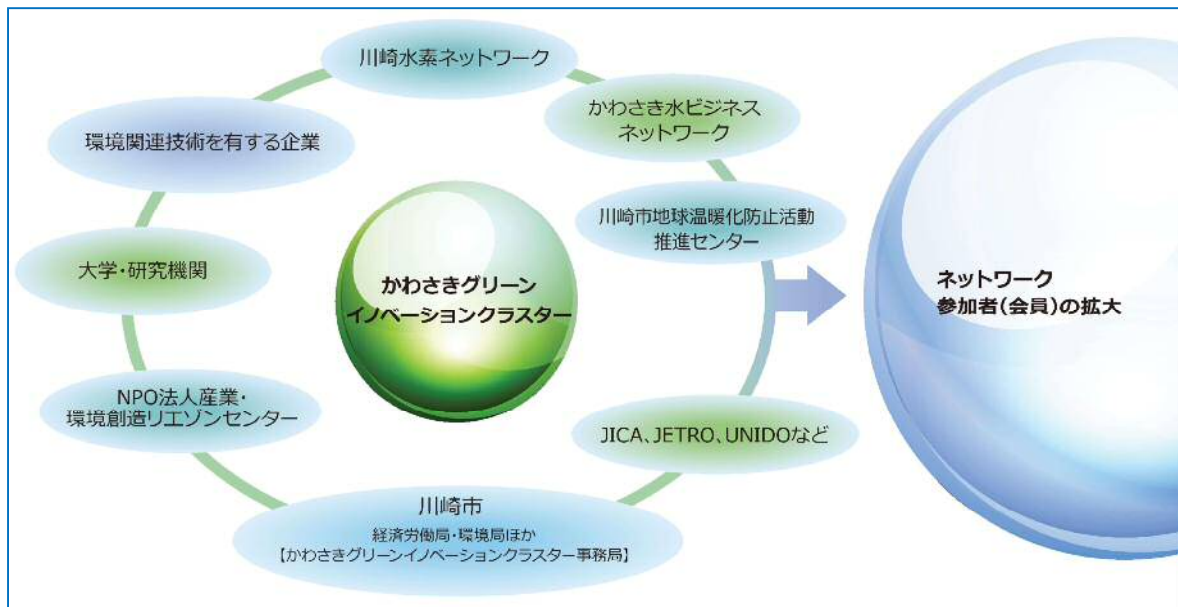 川崎水素ネットワーク
かわさき水ビジネス
ネットワーク
環境関連技術を有する企業
川崎市地球温暖化防止活動
推進センター
大学・研究機関
かわさきグリーン
イノベーションクラスター
ネットワーク
参加者(会員)の拡大
NPO法人産業・
環境創造リエゾンセンター
JICA、JETRO、UNIDOなど
川崎市
経済労働局・環境局ほか
【かわさきグリーンイノベーションクラスター事務局】